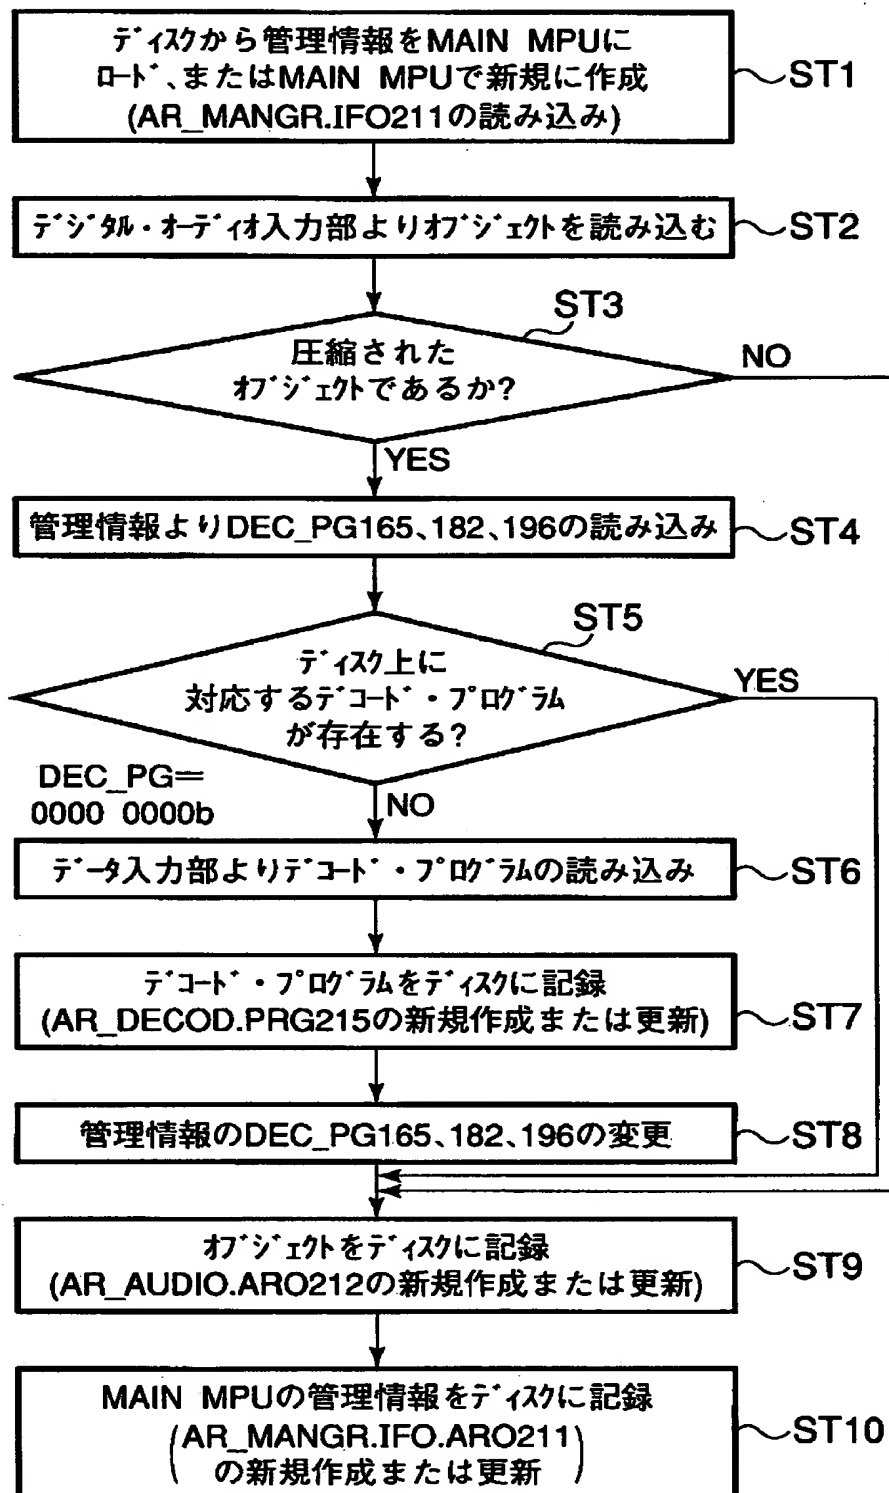 ディスクから管理情報をMAIN MPUに
ロード、またはMAIN MPUで新規に作成
(AR_MANGR.IFO211の読み込み)
ST1
デジタル・オーディオ入力部よりオブジェクトを読み込む
ST2
ST3
圧縮された
オブジェクトであるか?
NO
YES
管理情報よりDEC_PG165、182、196の読み込み
ST4
ST5
ディスク上に
対応するデコード・プログラム
が存在する?
YES
DEC_PG=
0000 0000b
NO
データ入力部よりデコード・プログラムの読み込み
ST6
デコード・プログラムをディスクに記録
(AR_DECOD.PRG215の新規作成または更新)
ST7
管理情報のDEC_PG165、182、196の変更
ST8
オブジェクトをディスクに記録
(AR_AUDIO.ARO212の新規作成または更新)
ST9
MAIN MPUの管理情報をディスクに記録
(AR_MANGR.IFO.ARO211
の新規作成または更新)
ST10